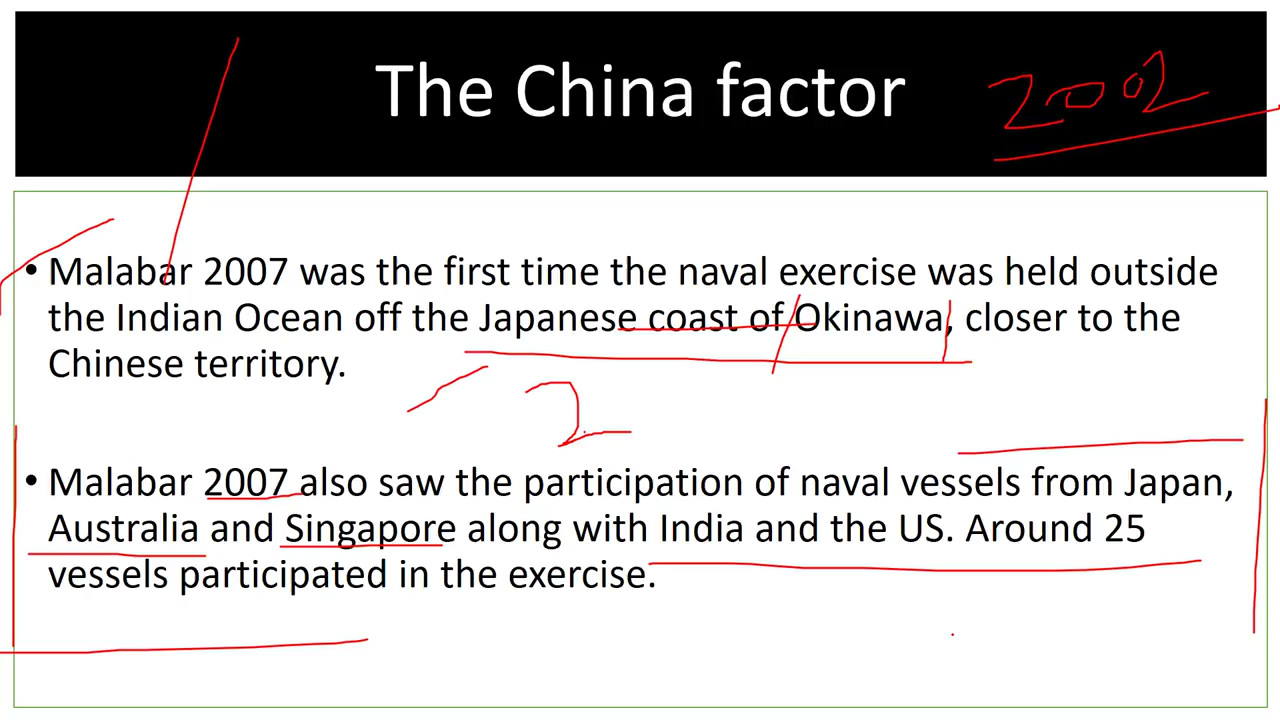 The China factor
2002
• Malabar 2007 was the first time the naval exercise was held outside
the Indian Ocean off the Japanese coast of Okinawa, closer to the
Chinese territory.
2
• Malabar 2007 also saw the participation of naval vessels from Japan,
Australia and Singapore along with India and the US. Around 25
vessels participated in the exercise.